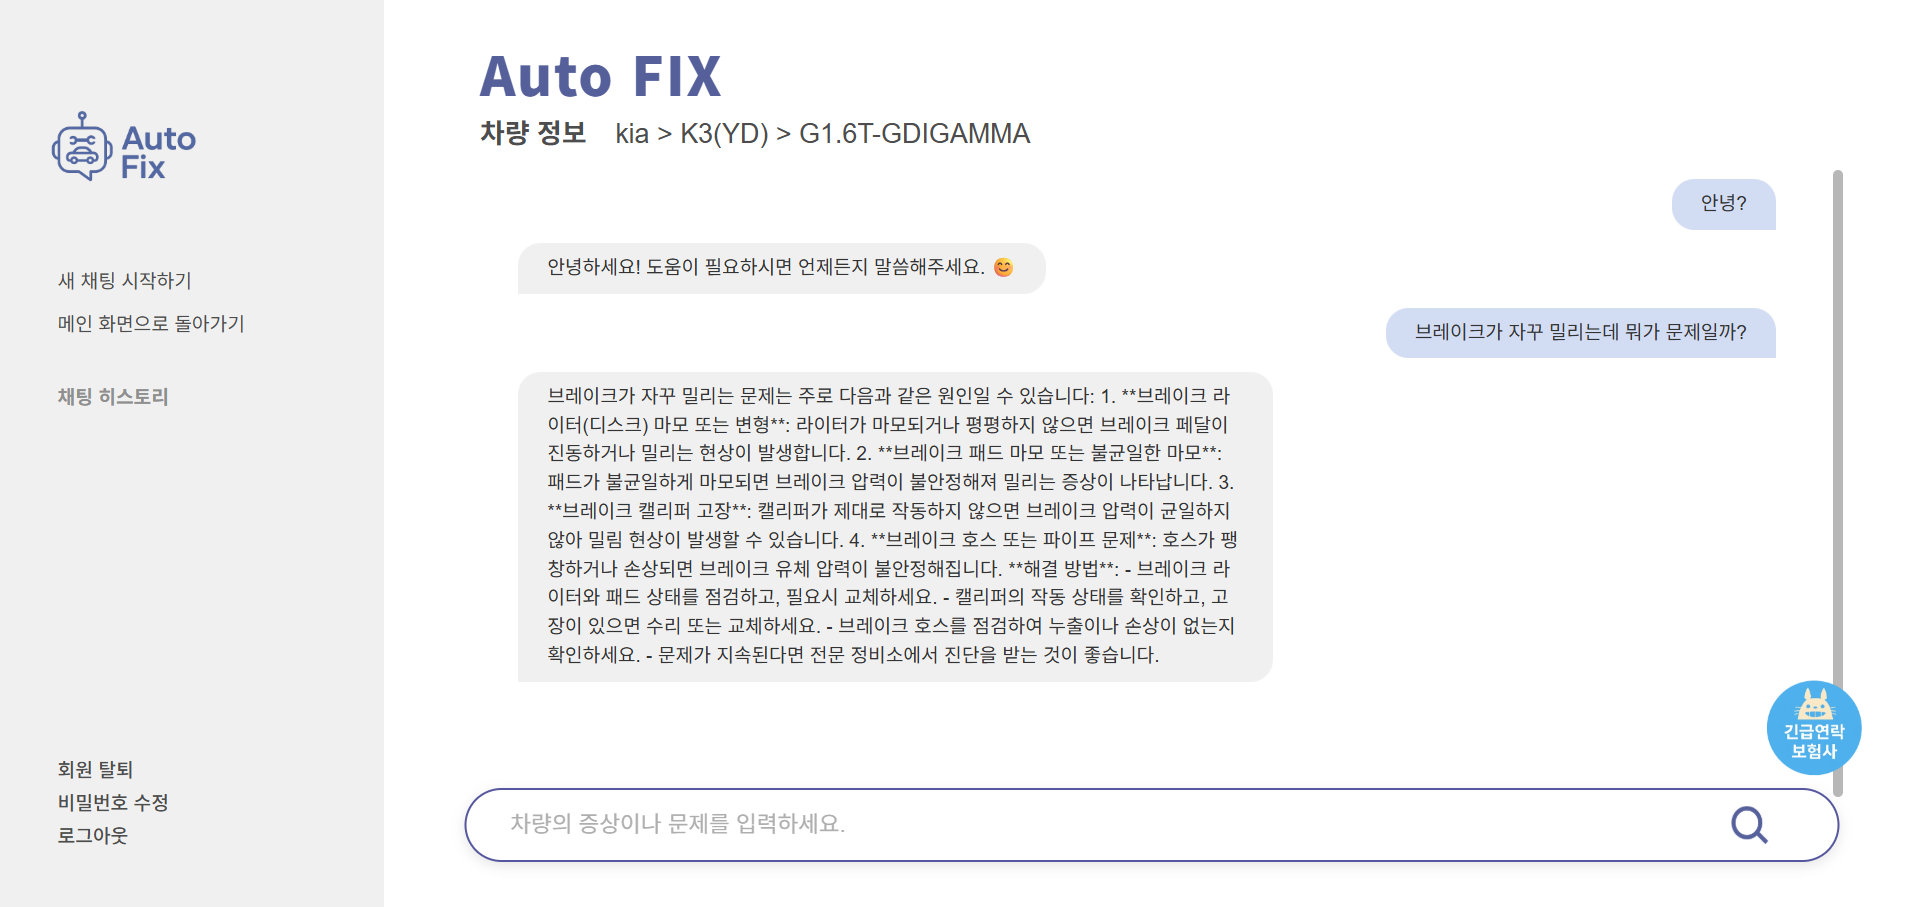 Auto
Fix
새 채팅 시작하기
메인 화면으로 돌아가기
채팅 히스토리
회원 탈퇴
비밀번호 수정
로그아웃
Auto FIX
차량 정보 kia > K3(YD) > G1.6T-GDIGAMMA
안녕?
안녕하세요! 도움이 필요하시면 언제든지 말씀해주세요. 😊
브레이크가 자꾸 밀리는데 뭐가 문제일까?
브레이크가 자꾸 밀리는 문제는 주로 다음과 같은 원인일 수 있습니다: 1. **브레이크 라
이터(디스크) 마모 또는 변형**: 라이터가 마모되거나 평평하지 않으면 브레이크 페달이
진동하거나 밀리는 현상이 발생합니다. 2. **브레이크 패드 마모 또는 불균일한 마모**:
패드가 불균일하게 마모되면 브레이크 압력이 불안정해져 밀리는 증상이 나타납니다. 3.
**브레이크 캘리퍼 고장**: 캘리퍼가 제대로 작동하지 않으면 브레이크 압력이 균일하지
않아 밀림 현상이 발생할 수 있습니다. 4. **브레이크 호스 또는 파이프 문제**: 호스가 팽
창하거나 손상되면 브레이크 유체 압력이 불안정해집니다. **해결 방법**: - 브레이크 라
이터와 패드 상태를 점검하고, 필요시 교체하세요. - 캘리퍼의 작동 상태를 확인하고, 고
장이 있으면 수리 또는 교체하세요. - 브레이크 호스를 점검하여 누출이나 손상이 없는지
확인하세요. - 문제가 지속된다면 전문 정비소에서 진단을 받는 것이 좋습니다.
긴급연락
보험사
차량의 증상이나 문제를 입력하세요.